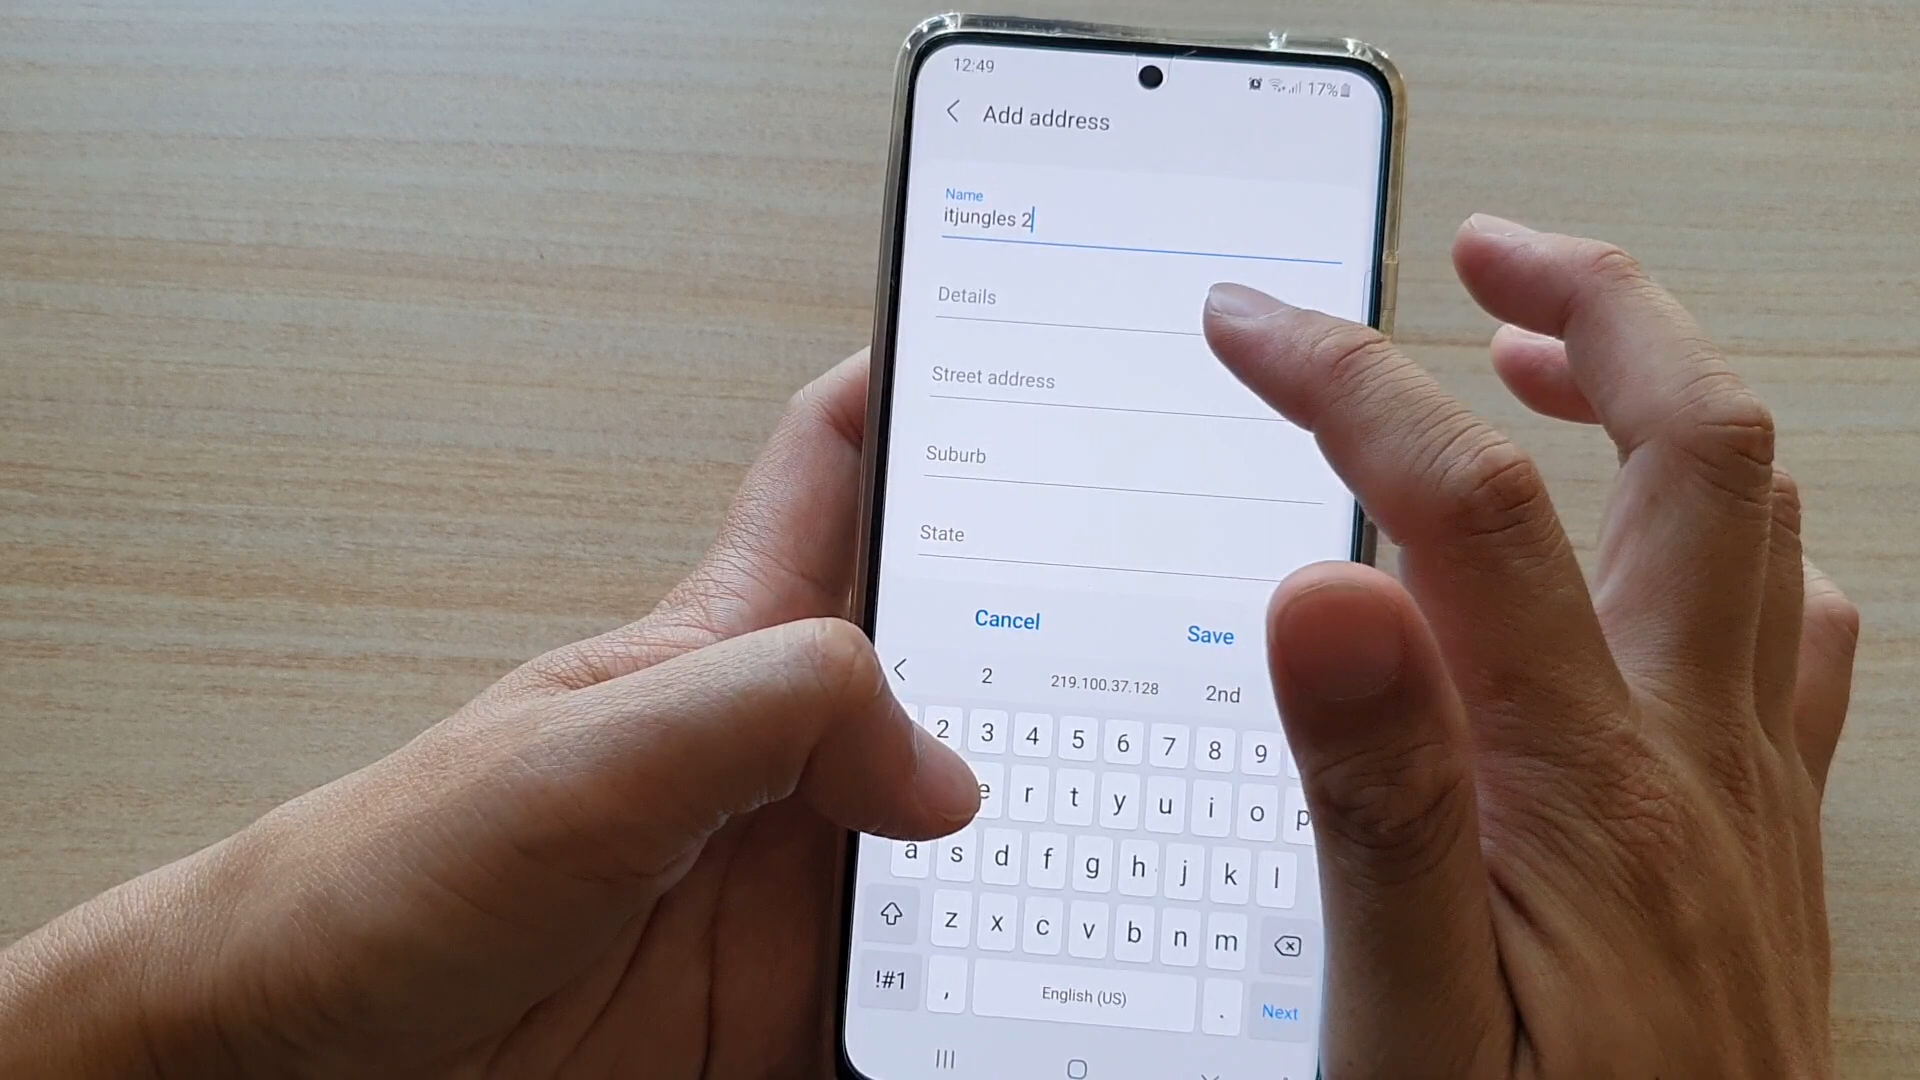 12:49
17%
Add address
Name
itjungles 2
Details
Street address
Suburb
State
Cancel Save
2 219.100.37.128 2nd
2 3 4 5 6 7 8 9
e r t y u i o p
a s d f g h j k l
z x c v b n m
!#1 , English (US) . Next